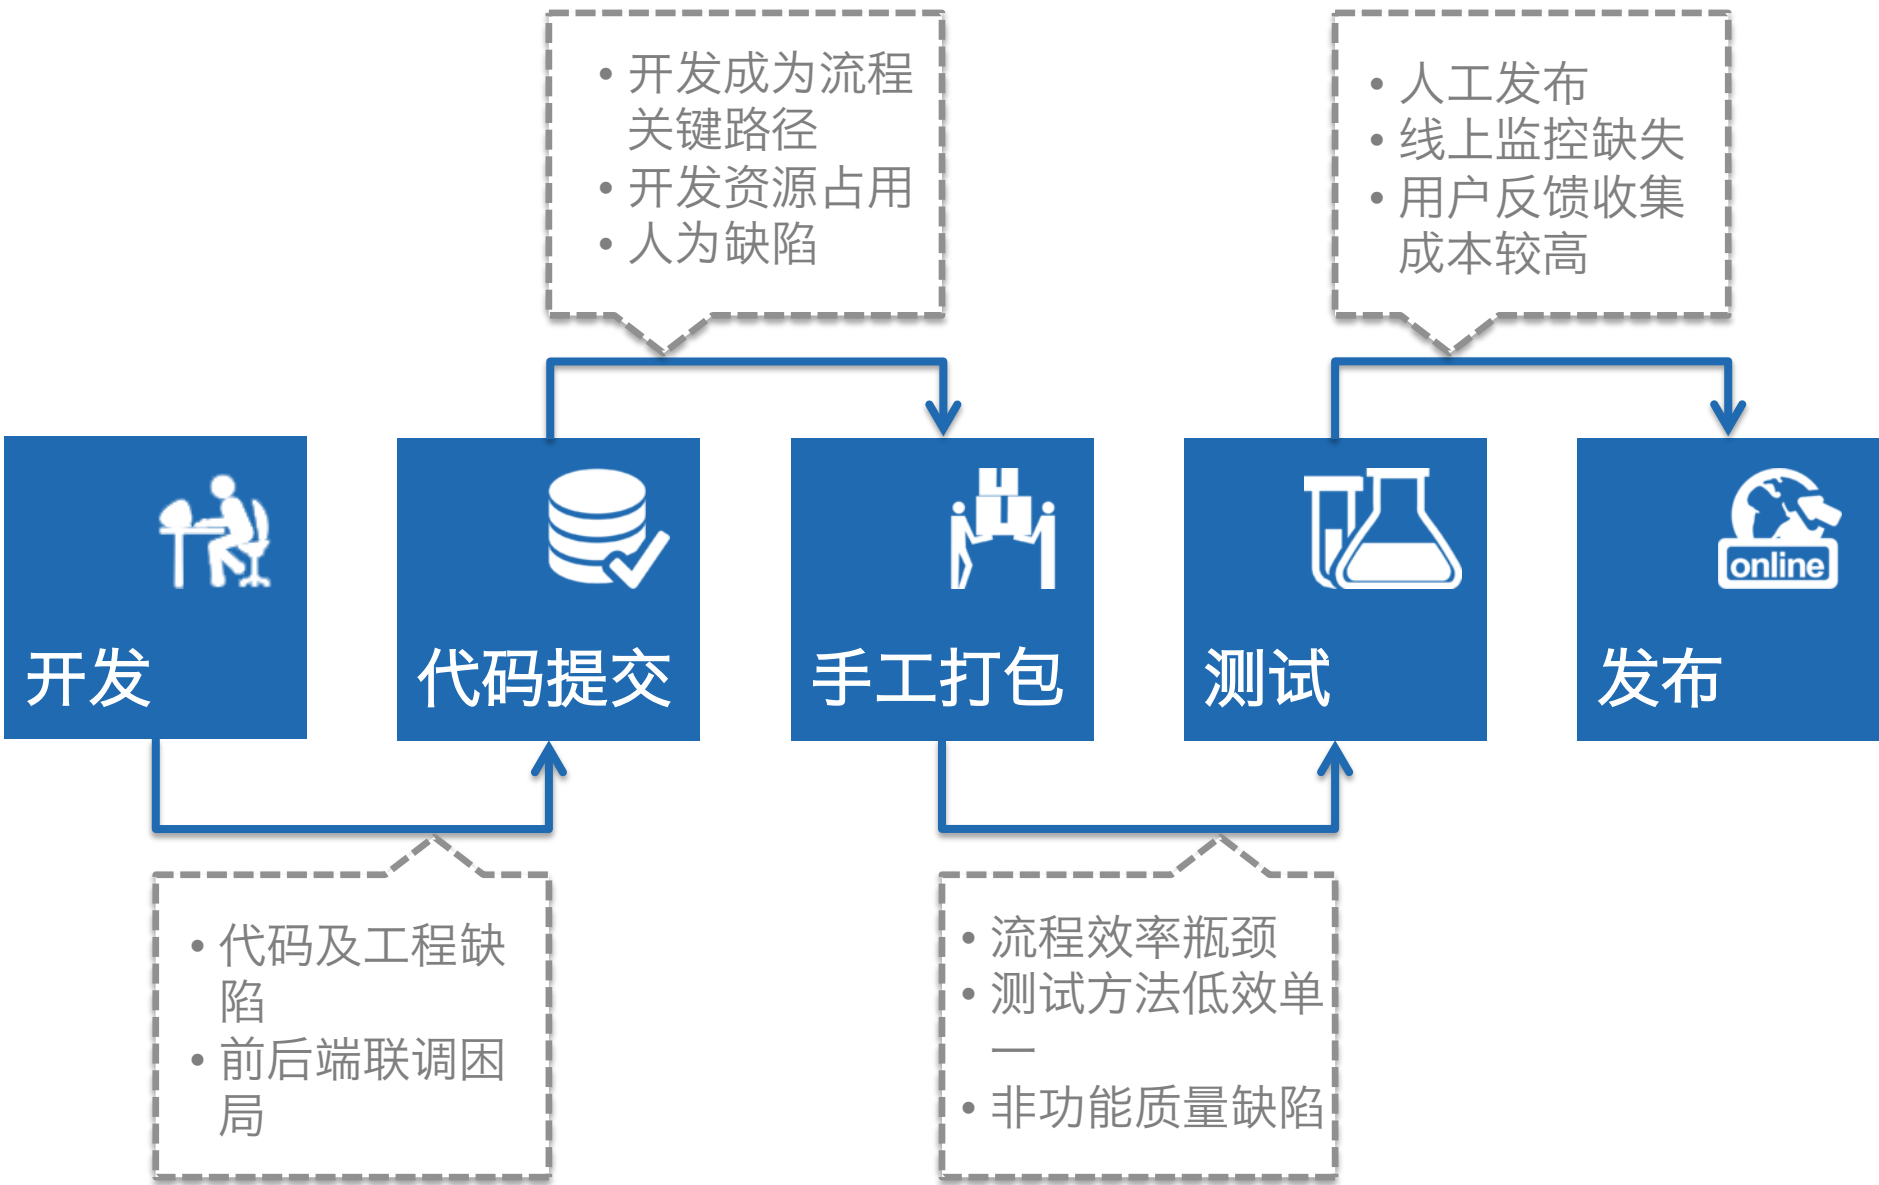 • 开发成为流程
关键路径
• 开发资源占用
• 人为缺陷
• 人工发布
• 线上监控缺失
• 用户反馈收集
成本较高
开发
代码提交
手工打包
测试
online
发布
• 代码及工程缺
陷
• 前后端联调困
局
• 流程效率瓶颈
• 测试方法低效单
一
• 非功能质量缺陷